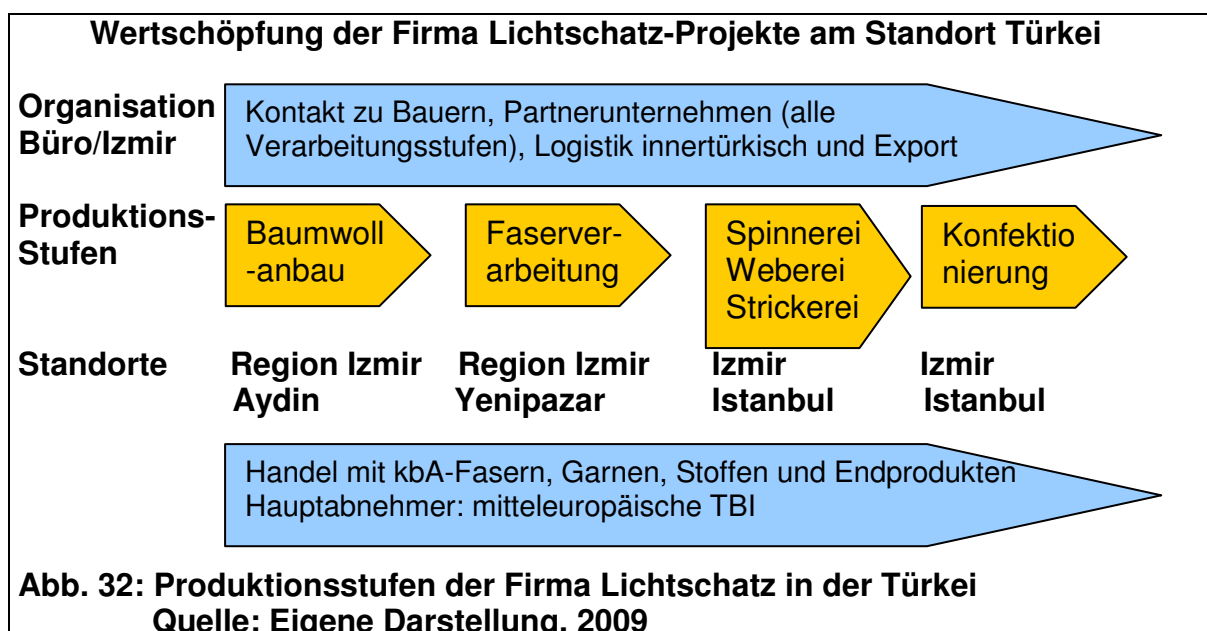 Wertschöpfung der Firma Lichtschatz-Projekte am Standort Türkei
Organisation
Büro/Izmir
Kontakt zu Bauern, Partnerunternehmen (alle
Verarbeitungsstufen), Logistik innertürkisch und Export
Produktions-
Stufen
Baumwoll
-anbau
Faserver-
arbeitung
Spinnerei
Weberei
Strickerei
Konfektio
nierung
Standorte
Region Izmir
Aydin
Region Izmir
Yenipazar
Izmir
Istanbul
Izmir
Istanbul
Handel mit kbA-Fasern, Garnen, Stoffen und Endprodukten
Hauptabnehmer: mitteleuropäische TBI
Abb. 32: Produktionsstufen der Firma Lichtschatz in der Türkei
Quelle: Eigene Darstellung, 2009